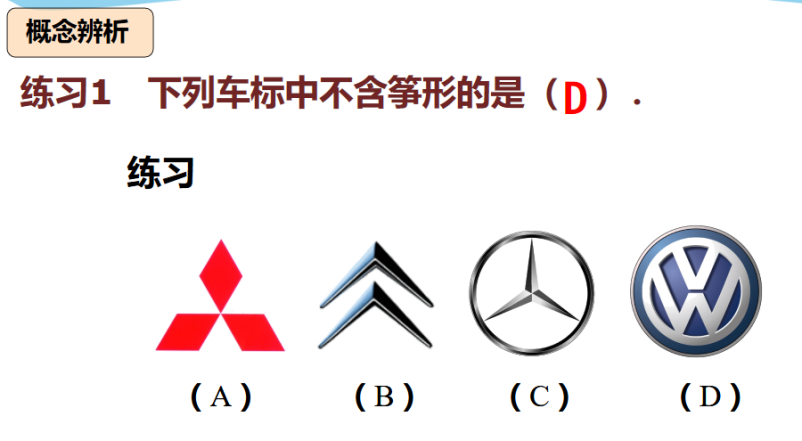 概念辨析
练习1 下列车标中不含筝形的是（D）.
练习
（A） （B） （C） （D）